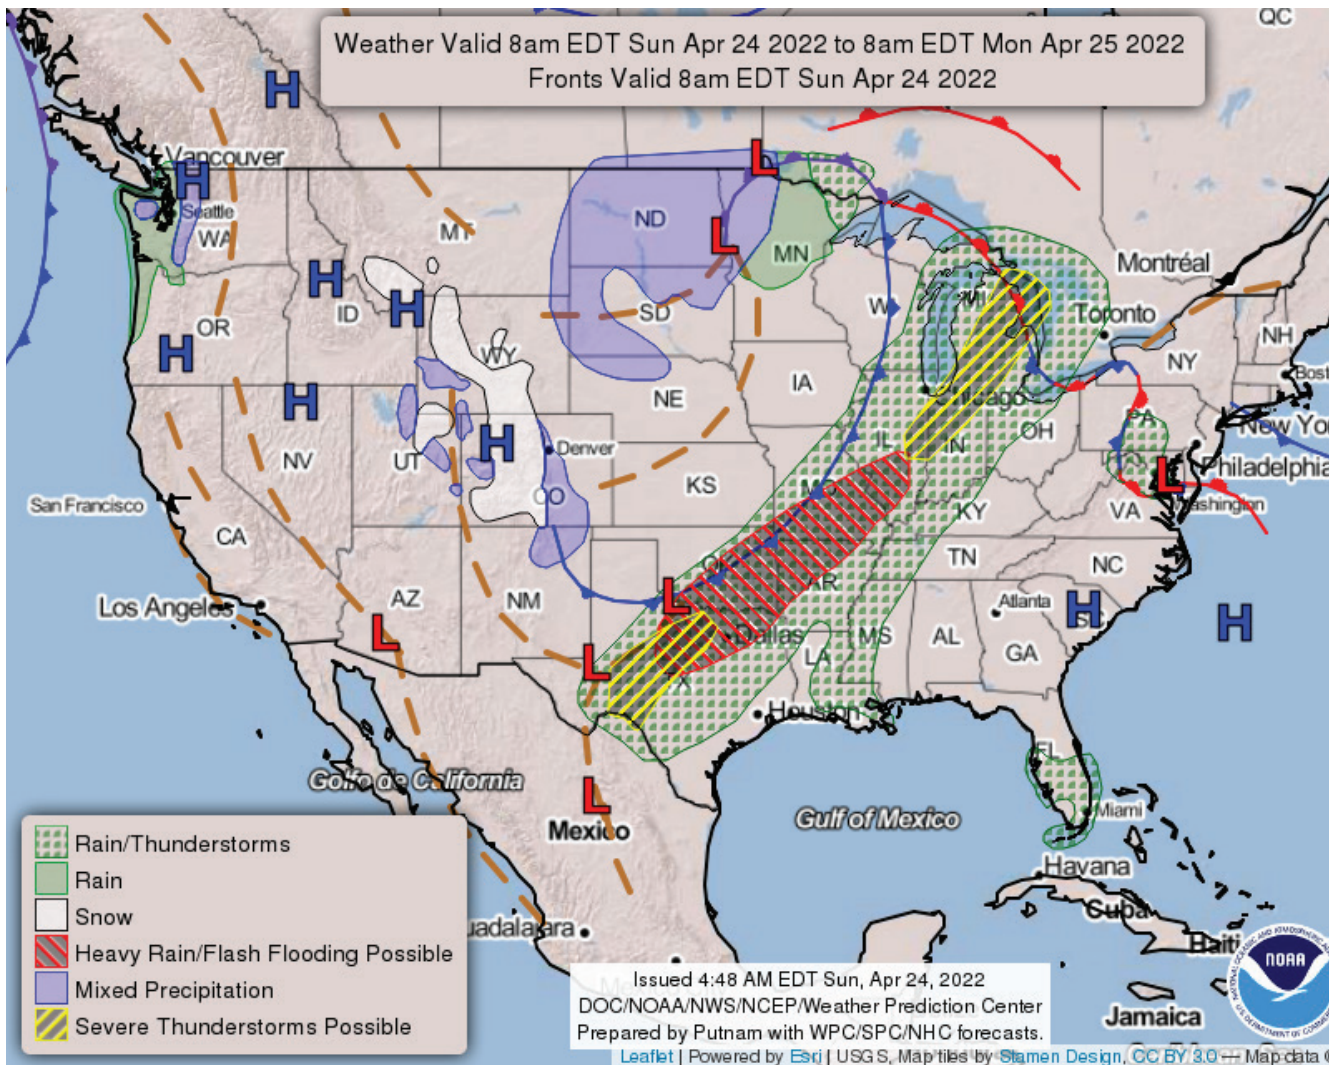 QC
Weather Valid 8am EDT Sun Apr 24 2022 to 8am EDT Mon Apr 25 2022
Fronts Valid 8am EDT Sun Apr 24 2022
H
Vancouver
L
H
Seattle
WA
MT
ND
L
MN
Montréal
H
ID
H
OR
SD
MI
Toronto
NH
H
WY
NY
IA
NE
Chicago
H
PA
New Yor
NV
UT
H
Denver
IL
IN
OH
Philadelphia
San Francisco
CO
KS
MO
L
Washington
CA
KY
VA
TN
NC
Los Angeles
AZ
NM
OK
L
AR
Atlanta
H
SC
H
L
Dallas
MS
AL
GA
L
LA
TX
Houston
FL
Golfo de California
L
Mexico
Gulf of Mexico
Miami
Rain/Thunderstorms
Rain
Snow
Heavy Rain/Flash Flooding Possible
Mixed Precipitation
Severe Thunderstorms Possible
Havana
Cuba
uadalajara
Haiti
NOAA
Issued 4:48 AM EDT Sun, Apr 24, 2022
DOC/NOAA/NWS/NCEP/Weather Prediction Center
Prepared by Putnam with WPC/SPC/NHC forecasts.
Jamaica
Leaflet | Powered by Esri | USGS, Map tiles by Stamen Design, CC BY 3.0 — Map data ©